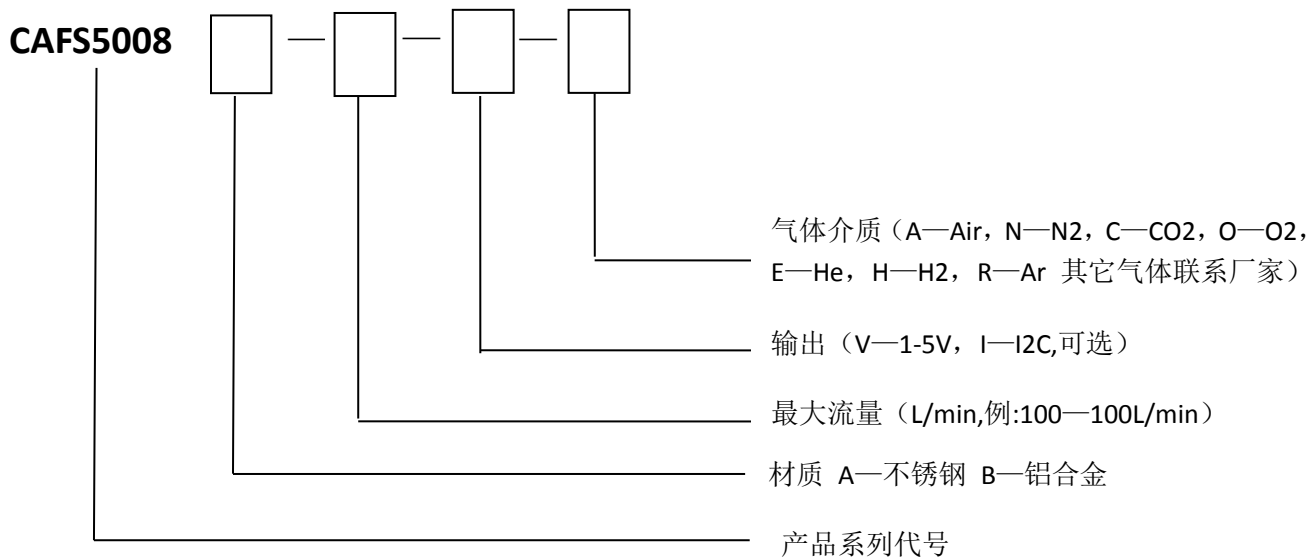 CAFS5008
气体介质（A—Air，N—N2，C—CO2，O—O2，
E—He，H—H2，R—Ar 其它气体联系厂家）
输出（V—1-5V，I—I2C,可选）
最大流量（L/min,例:100—100L/min）
材质 A—不锈钢 B—铝合金
产品系列代号